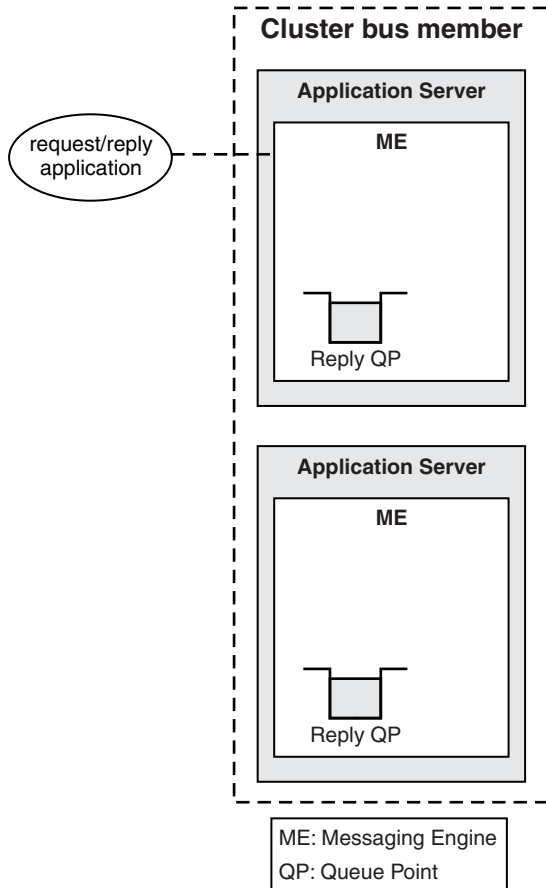 Cluster bus member
Application Server
ME
request/reply
application
Reply QP
Application Server
ME
Reply QP
ME: Messaging Engine
QP: Queue Point